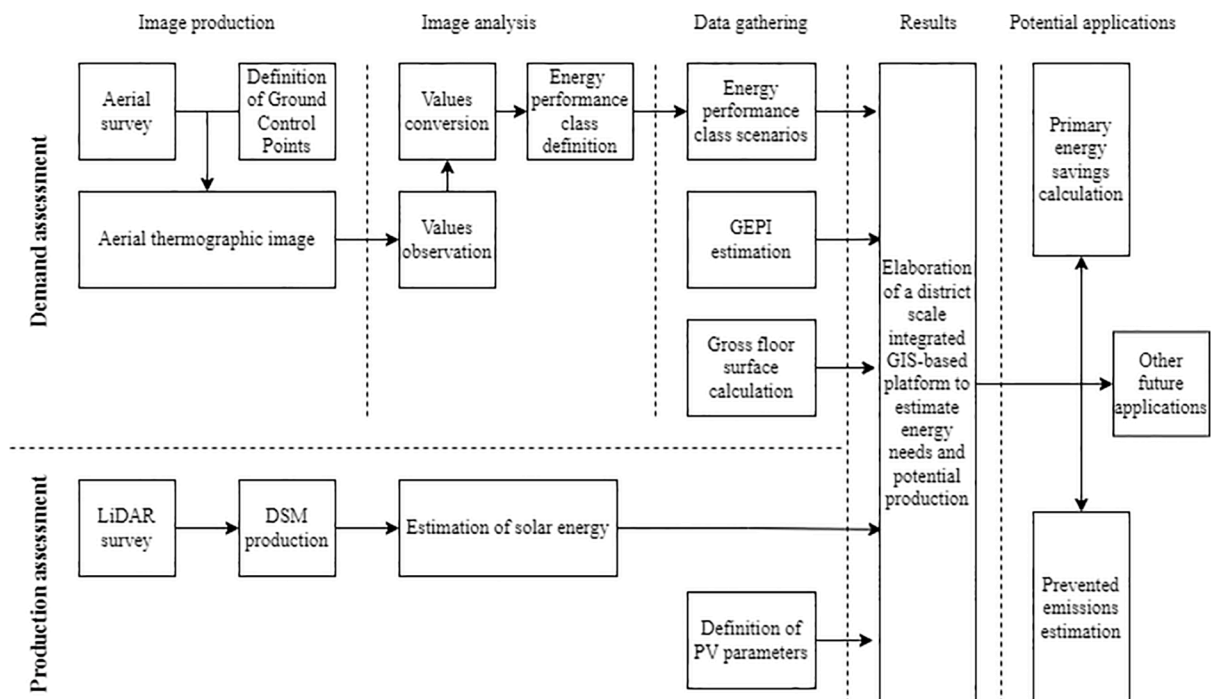 Image production
Image analysis
Data gathering
Results
Potential applications
Demand assessment
Aerial
survey
Definition
of Ground
Control
Points
Aerial thermographic image
Values
conversion
Energy
performance
class
definition
Values
observation
Energy
performance
class scenarios
GEPI
estimation
Gross floor
surface
calculation
Elaboration
of a district
scale
integrated
GIS-based
platform to
estimate
energy
needs and
potential
production
Primary
energy
savings
calculation
Other
future
applications
Prevented
emissions
estimation
Production assessment
LiDAR
survey
DSM
production
Estimation of solar energy
Definition of
PV parameters